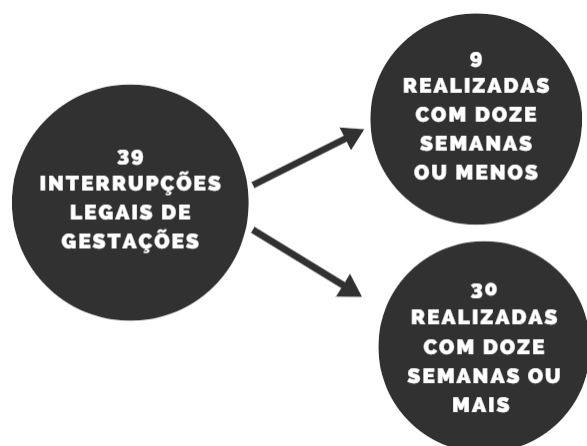 39
INTERRUPÇÕES
LEGAIS DE
GESTAÇÕES
9
REALIZADAS
COM DOZE
SEMANAS
OU MENOS
30
REALIZADAS
COM DOZE
SEMANAS OU
MAIS